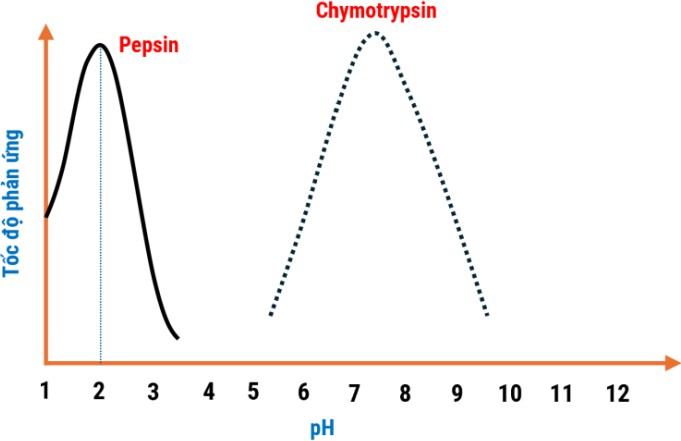 Chymotrypsin
Pepsin
Tốc độ phản ứng
1 2 3 4 5 6 7 8 9 10 11 12
pH